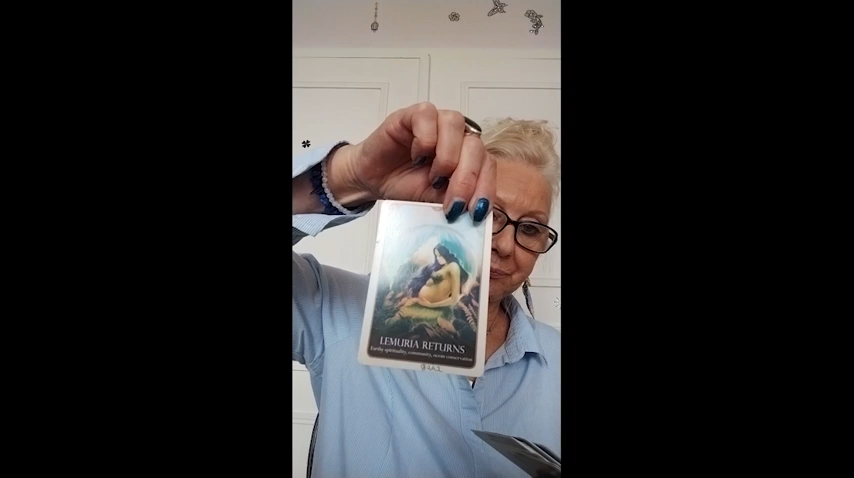 LEMURIA RETURNS
Earthy spirituality, community, ocean conservation